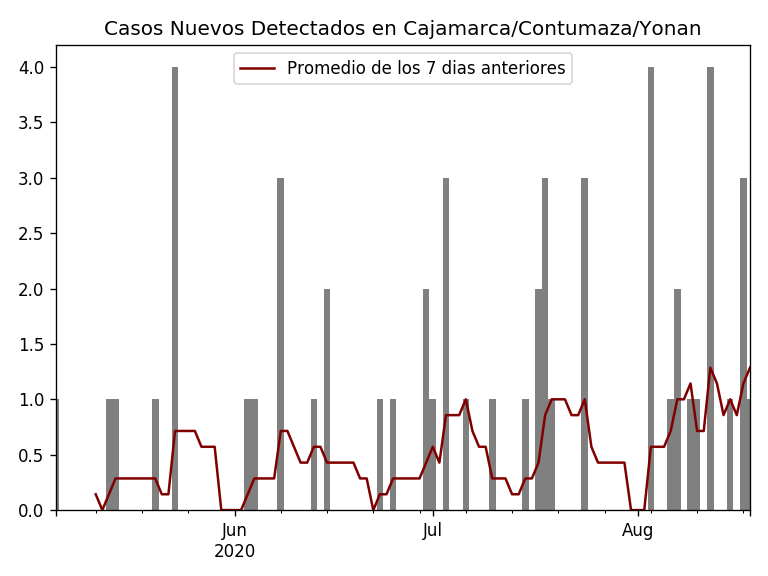 Casos Nuevos Detectados en Cajamarca/Contumaza/Yonan
Promedio de los 7 dias anteriores
4.0
3.5
3.0
2.5
2.0
1.5
1.0
0.5
0.0
Jun
2020
Jul
Aug